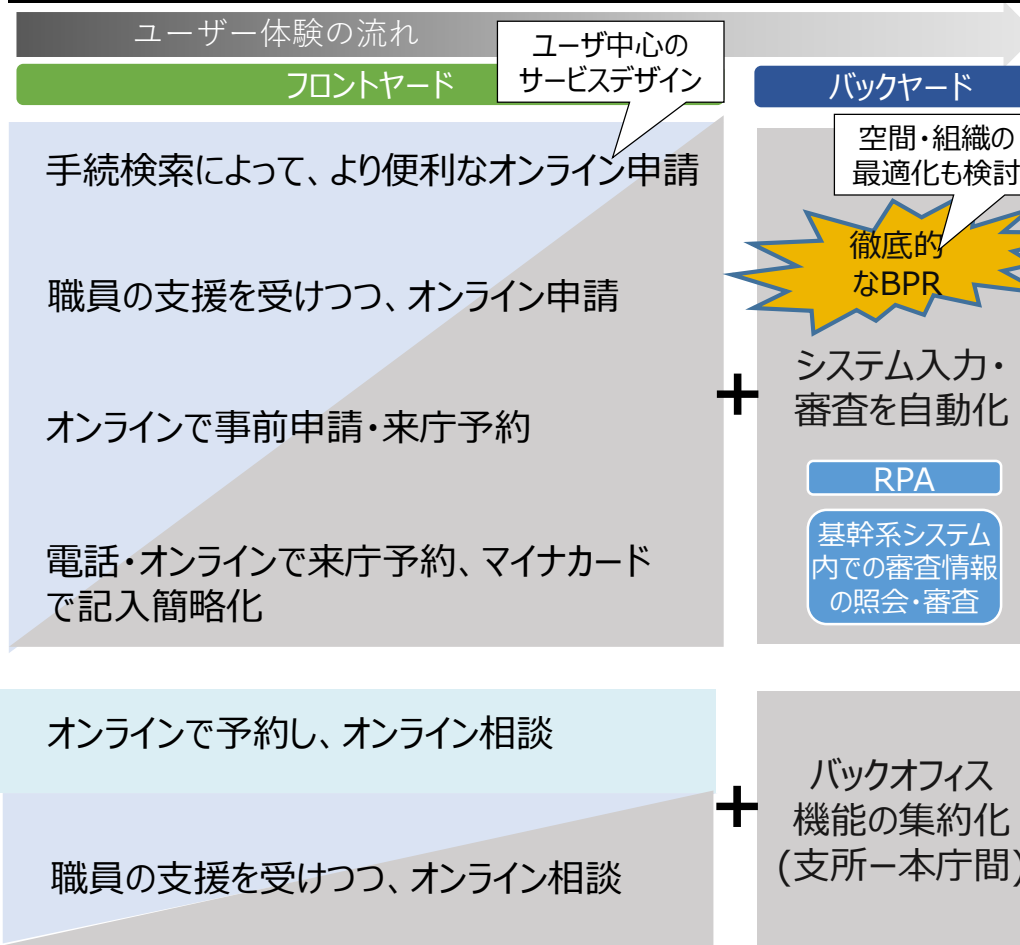 ユーザー体験の流れ
ユーザ中心の
サービスデザイン
フロントヤード
バックヤード
空間・組織の
最適化も検討
手続検索によって、より便利なオンライン申請
徹底的
なBPR
職員の支援を受けつつ、オンライン申請
システム入力・
審査を自動化
+
オンラインで事前申請・来庁予約
RPA
基幹系システム
内での審査情報
の照会・審査
電話・オンラインで来庁予約、マイナカード
で記入簡略化
オンラインで予約し、オンライン相談
+
バックオフィス
機能の集約化
(支所ー本庁間)
職員の支援を受けつつ、オンライン相談